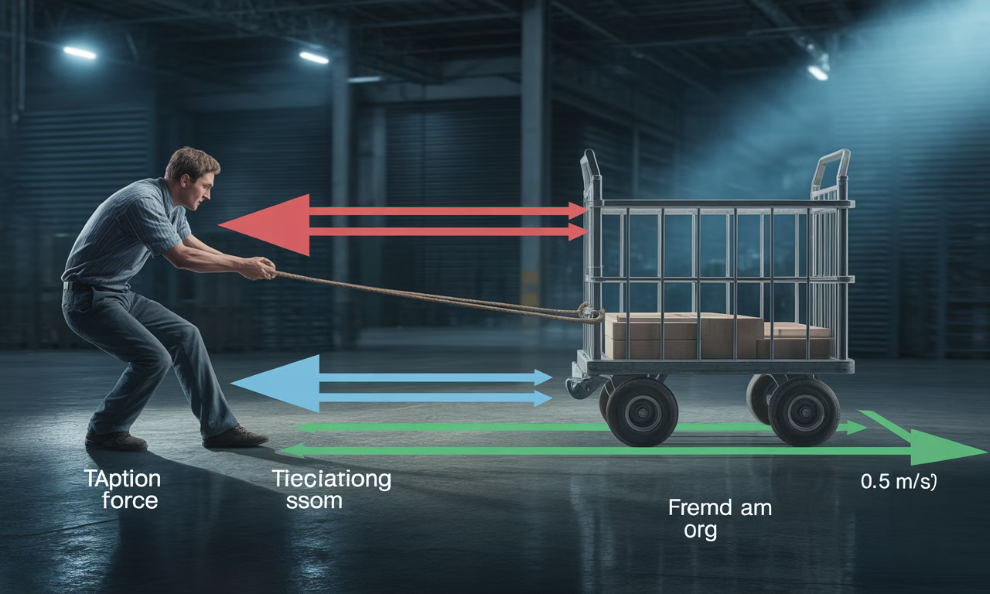 TAption
force
Tieciationg
ssom
Fremd am
org
0.5 m/s)